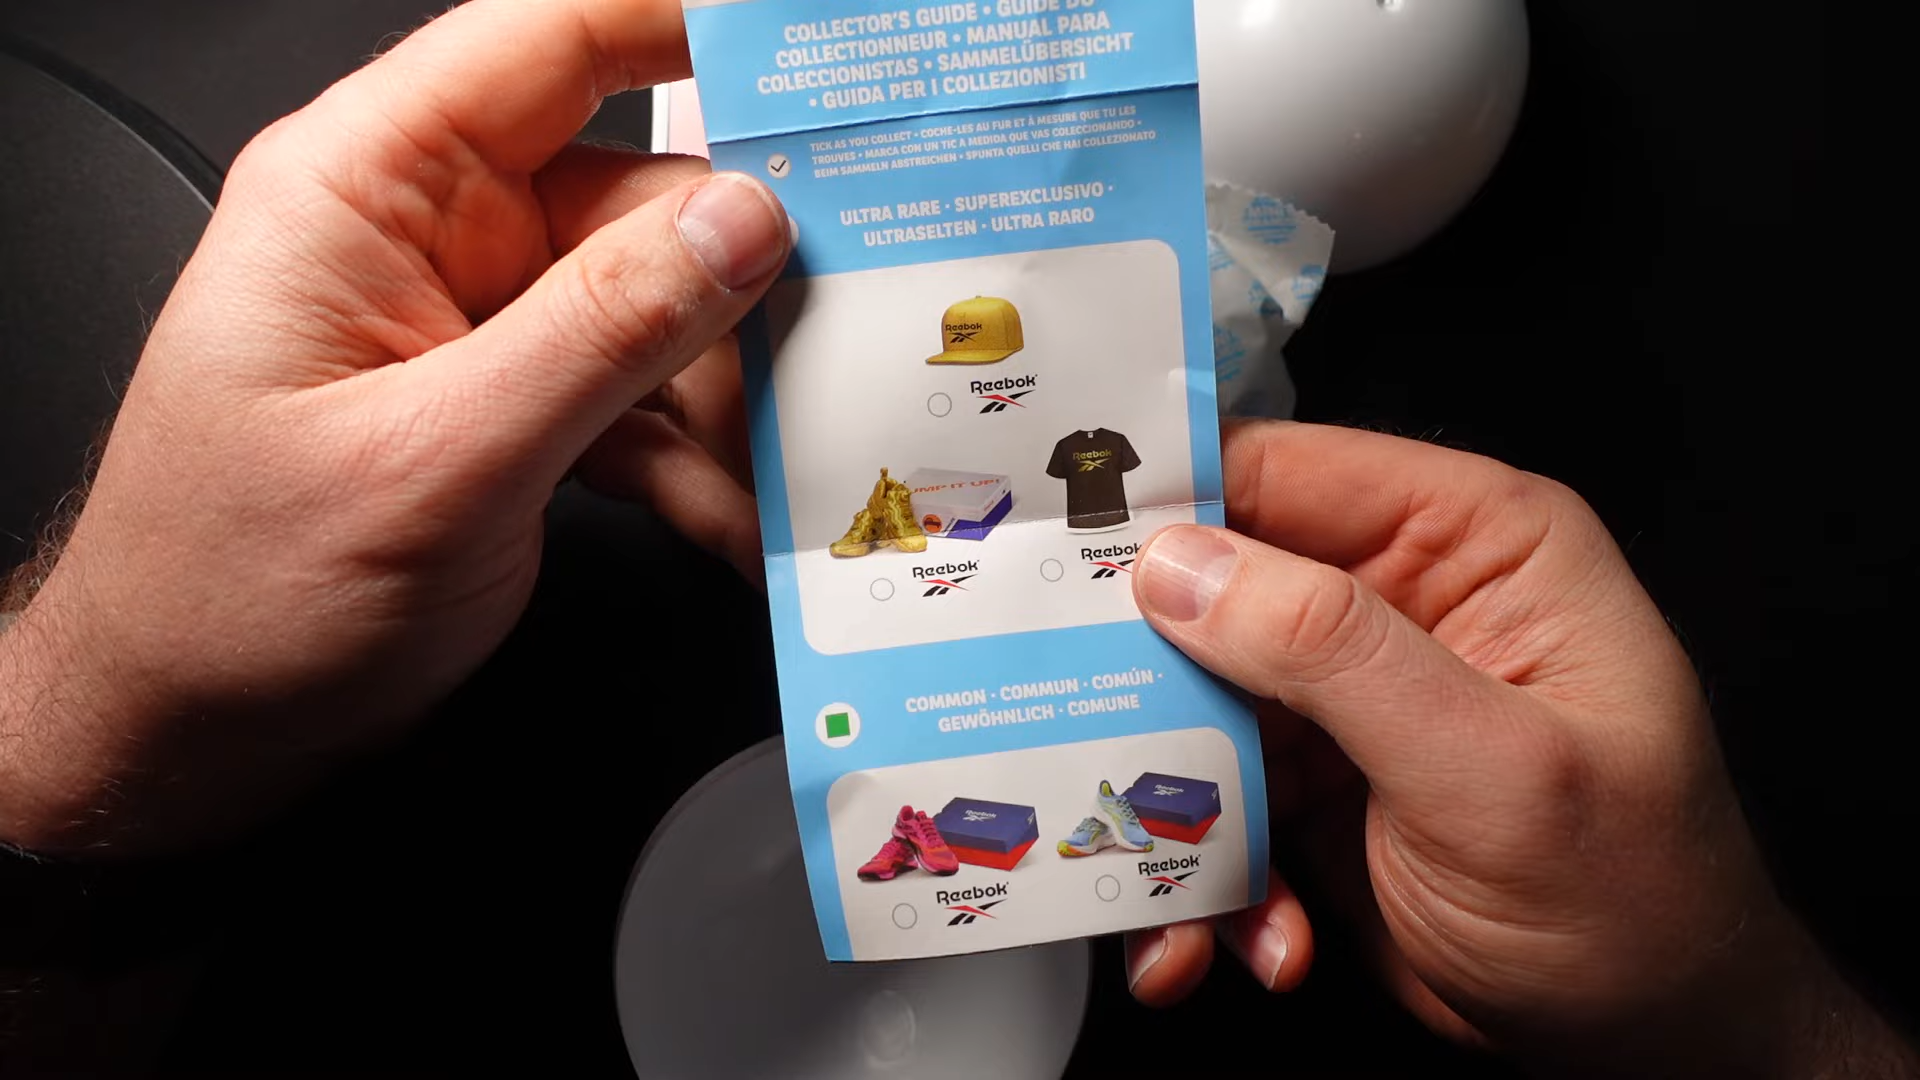 COLLECTOR'S GUIDE • GUIDE DU
COLLECTIONNEUR • MANUAL PARA
COLECCIONISTAS • SAMMELÜBERSICHT
• GUIDA PER I COLLEZIONISTI
TICK AS YOU COLLECT • COCHE-LES AU FUR ET À MESURE QUE TU LES
TROUVES • MARCA CON UN TIC A MEDIDA QUE VAS COLECCIONANDO •
BEIM SAMMELN ABSTREICHEN • SPUNTA QUELLI CHE HAI COLLEZIONATO
ULTRA RARE · SUPEREXCLUSIVO ·
ULTRASELTEN · ULTRA RARO
Reebok
Reebok
Reebok
UMP IT UP!
Reebok
Reebok
COMMON · COMMUN · COMÚN ·
GEWÖHNLICH · COMUNE
Reebok
Reebok
Reebok
Reebok